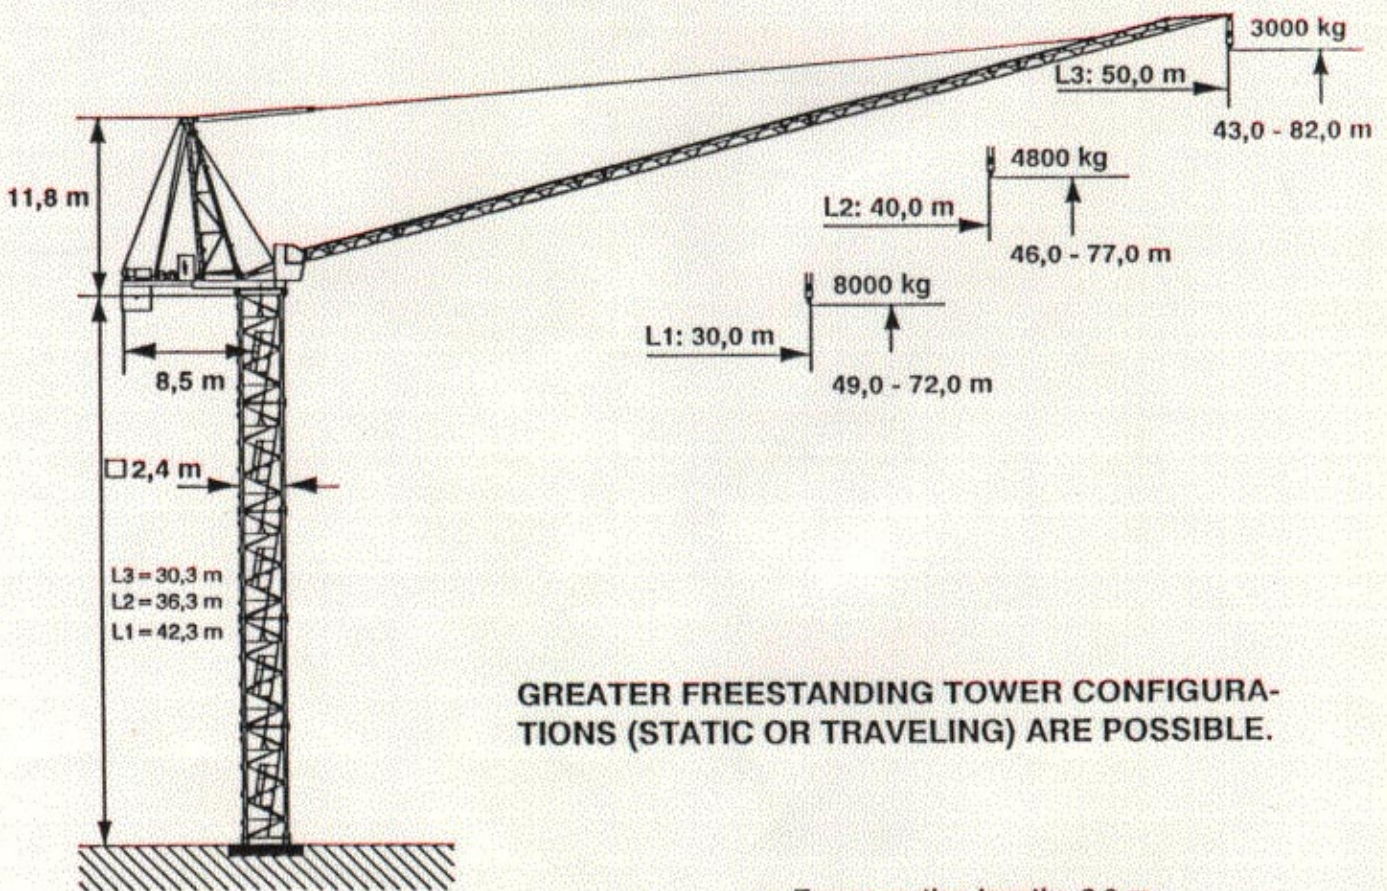 3000 kg
L3: 50,0 m
43,0 - 82,0 m
11,8 m
4800 kg
L2: 40,0 m
46,0 - 77,0 m
8000 kg
L1: 30,0 m
49,0 - 72,0 m
8,5 m
□ 2,4 m
L3 = 30,3 m
L2 = 36,3 m
L1 = 42,3 m
GREATER FREESTANDING TOWER CONFIGURA-
TIONS (STATIC OR TRAVELING) ARE POSSIBLE.